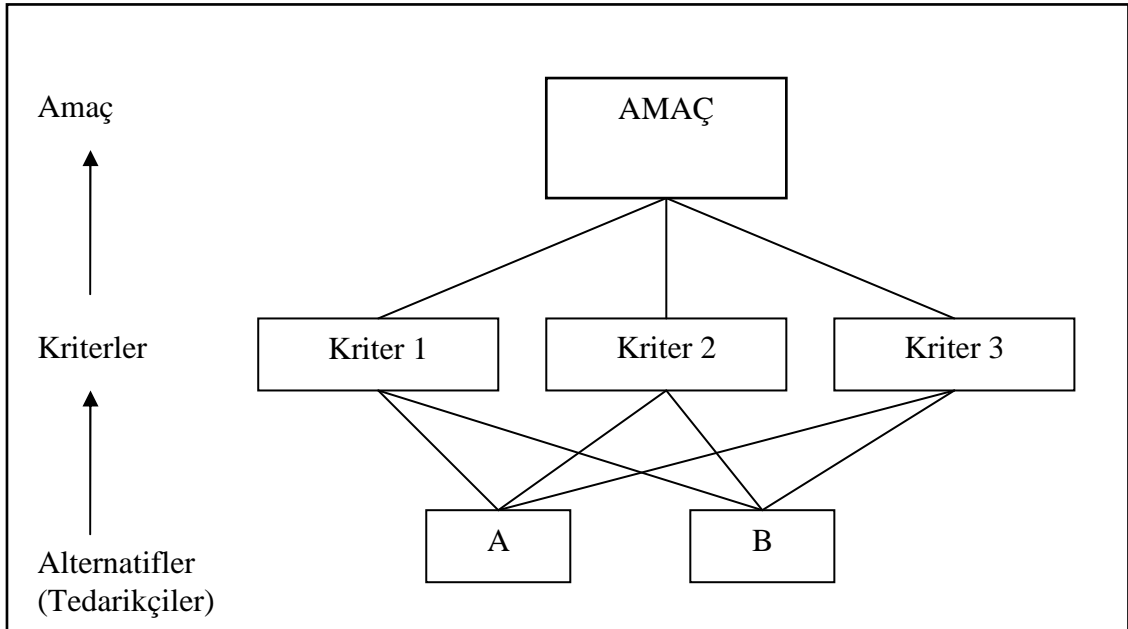 Amaç
AMAÇ
Kriterler
Kriter 1
Kriter 2
Kriter 3
A
B
Alternatifler
(Tedarikçiler)